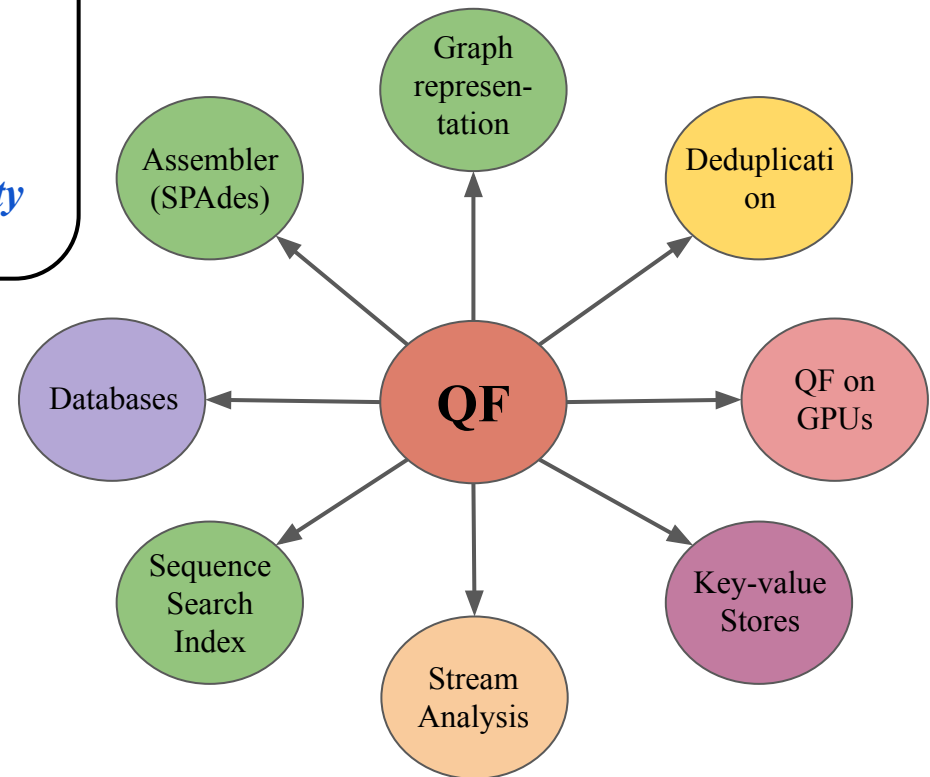 Graph
represen-
tation
Assembler
(SPAdes)
Deduplicati
on
ty
Databases
QF
QF on
GPUs
Sequence
Search
Index
Key-value
Stores
Stream
Analysis